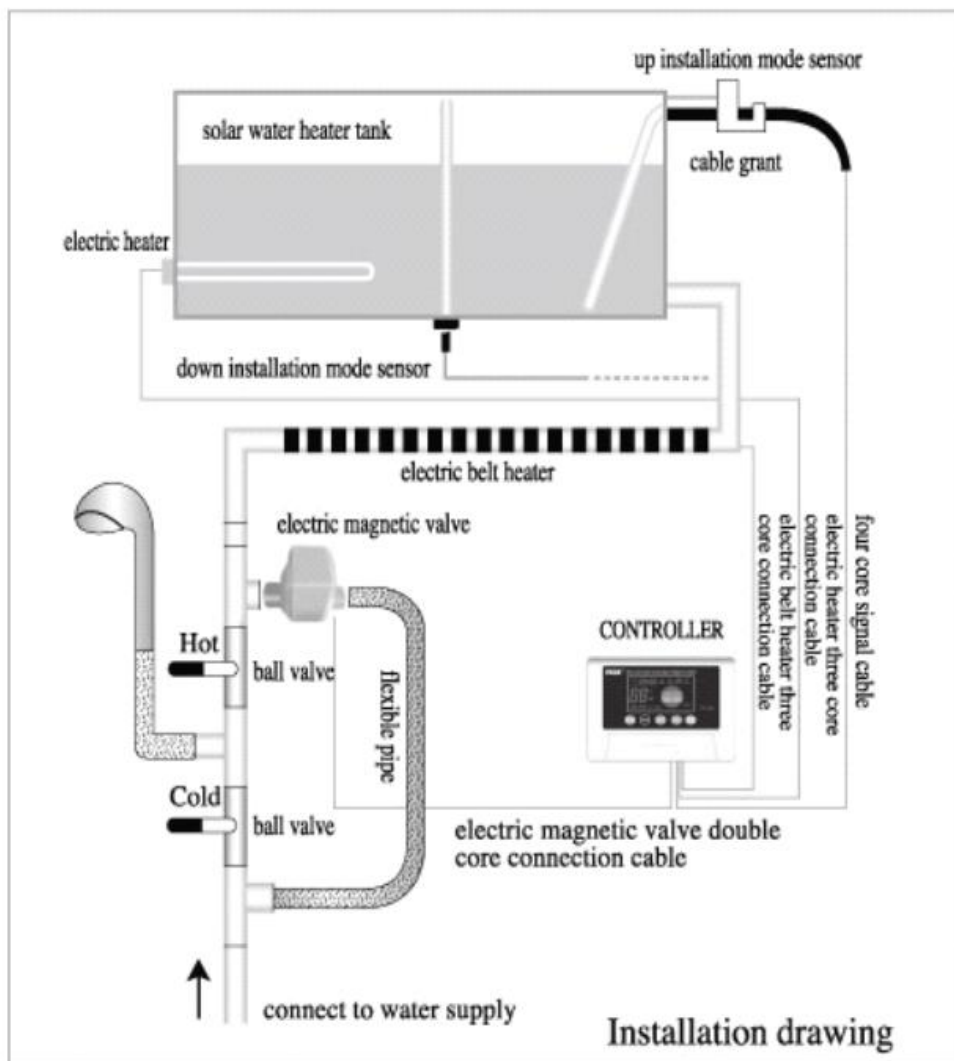 up installation mode sensor
solar water heater tank
cable grant
electric heater
down installation mode sensor
electric belt heater
electric magnetic valve
four core signal cable
electric heater three core
connection cable
electric belt heater three
core connection cable
CONTROLLER
Hot
ball valve
flexible pipe
Cold
ball valve
electric magnetic valve double
core connection cable
connect to water supply
Installation drawing